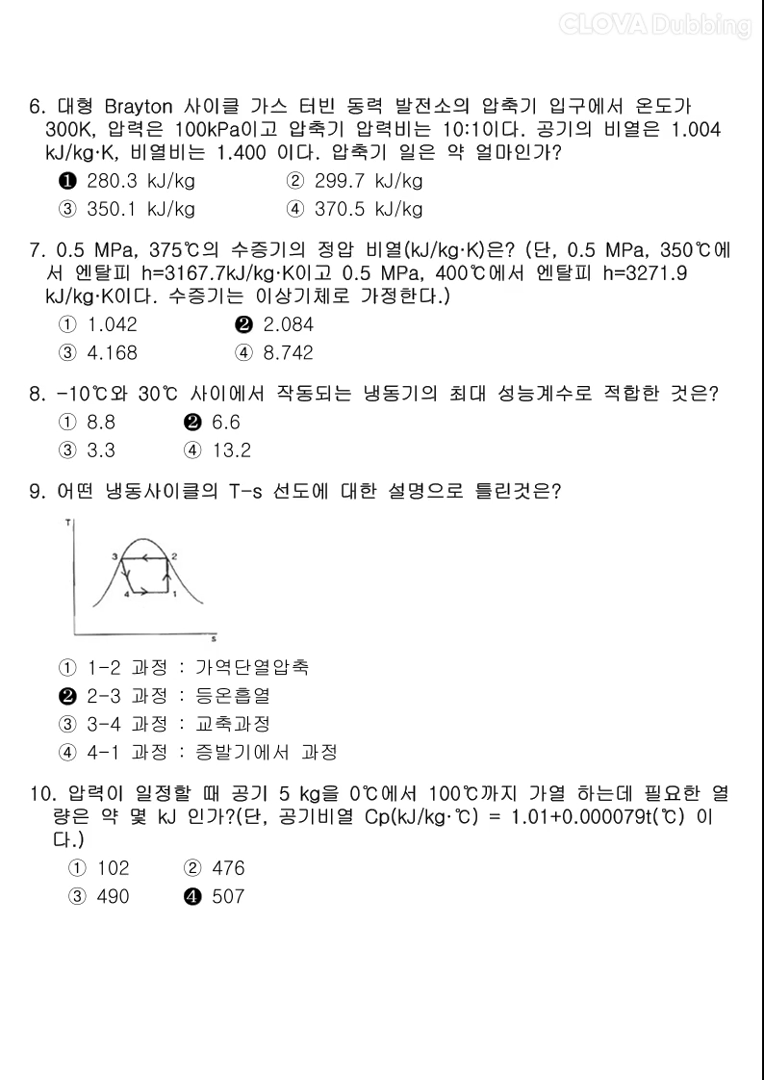 CLOVA Dubbing
6. 대형 Brayton 사이클 가스 터빈 동력 발전소의 압축기 입구에서 온도가
300K, 압력은 100kPa이고 압축기 압력비는 10:1이다. 공기의 비열은 1.004
kJ/kg·K, 비열비는 1.400 이다. 압축기 일은 약 얼마인가?
❶ 280.3 kJ/kg ② 299.7 kJ/kg
③ 350.1 kJ/kg ④ 370.5 kJ/kg
7. 0.5 MPa, 375℃의 수증기의 정압 비열(kJ/kg·K)은? (단, 0.5 MPa, 350℃에
서 엔탈피 h=3167.7kJ/kg·K이고 0.5 MPa, 400℃에서 엔탈피 h=3271.9
kJ/kg·K이다. 수증기는 이상기체로 가정한다.)
① 1.042 ❷ 2.084
③ 4.168 ④ 8.742
8. -10℃와 30℃ 사이에서 작동되는 냉동기의 최대 성능계수로 적합한 것은?
① 8.8 ❷ 6.6
③ 3.3 ④ 13.2
9. 어떤 냉동사이클의 T-s 선도에 대한 설명으로 틀린것은?
T
3 2
4 1
s
① 1-2 과정 : 가역단열압축
❷ 2-3 과정 : 등온흡열
③ 3-4 과정 : 교축과정
④ 4-1 과정 : 증발기에서 과정
10. 압력이 일정할 때 공기 5 kg을 0℃에서 100℃까지 가열 하는데 필요한 열
량은 약 몇 kJ 인가?(단, 공기비열 Cp(kJ/kg·℃) = 1.01+0.000079t(℃) 이
다.)
① 102 ② 476
③ 490 ❹ 507